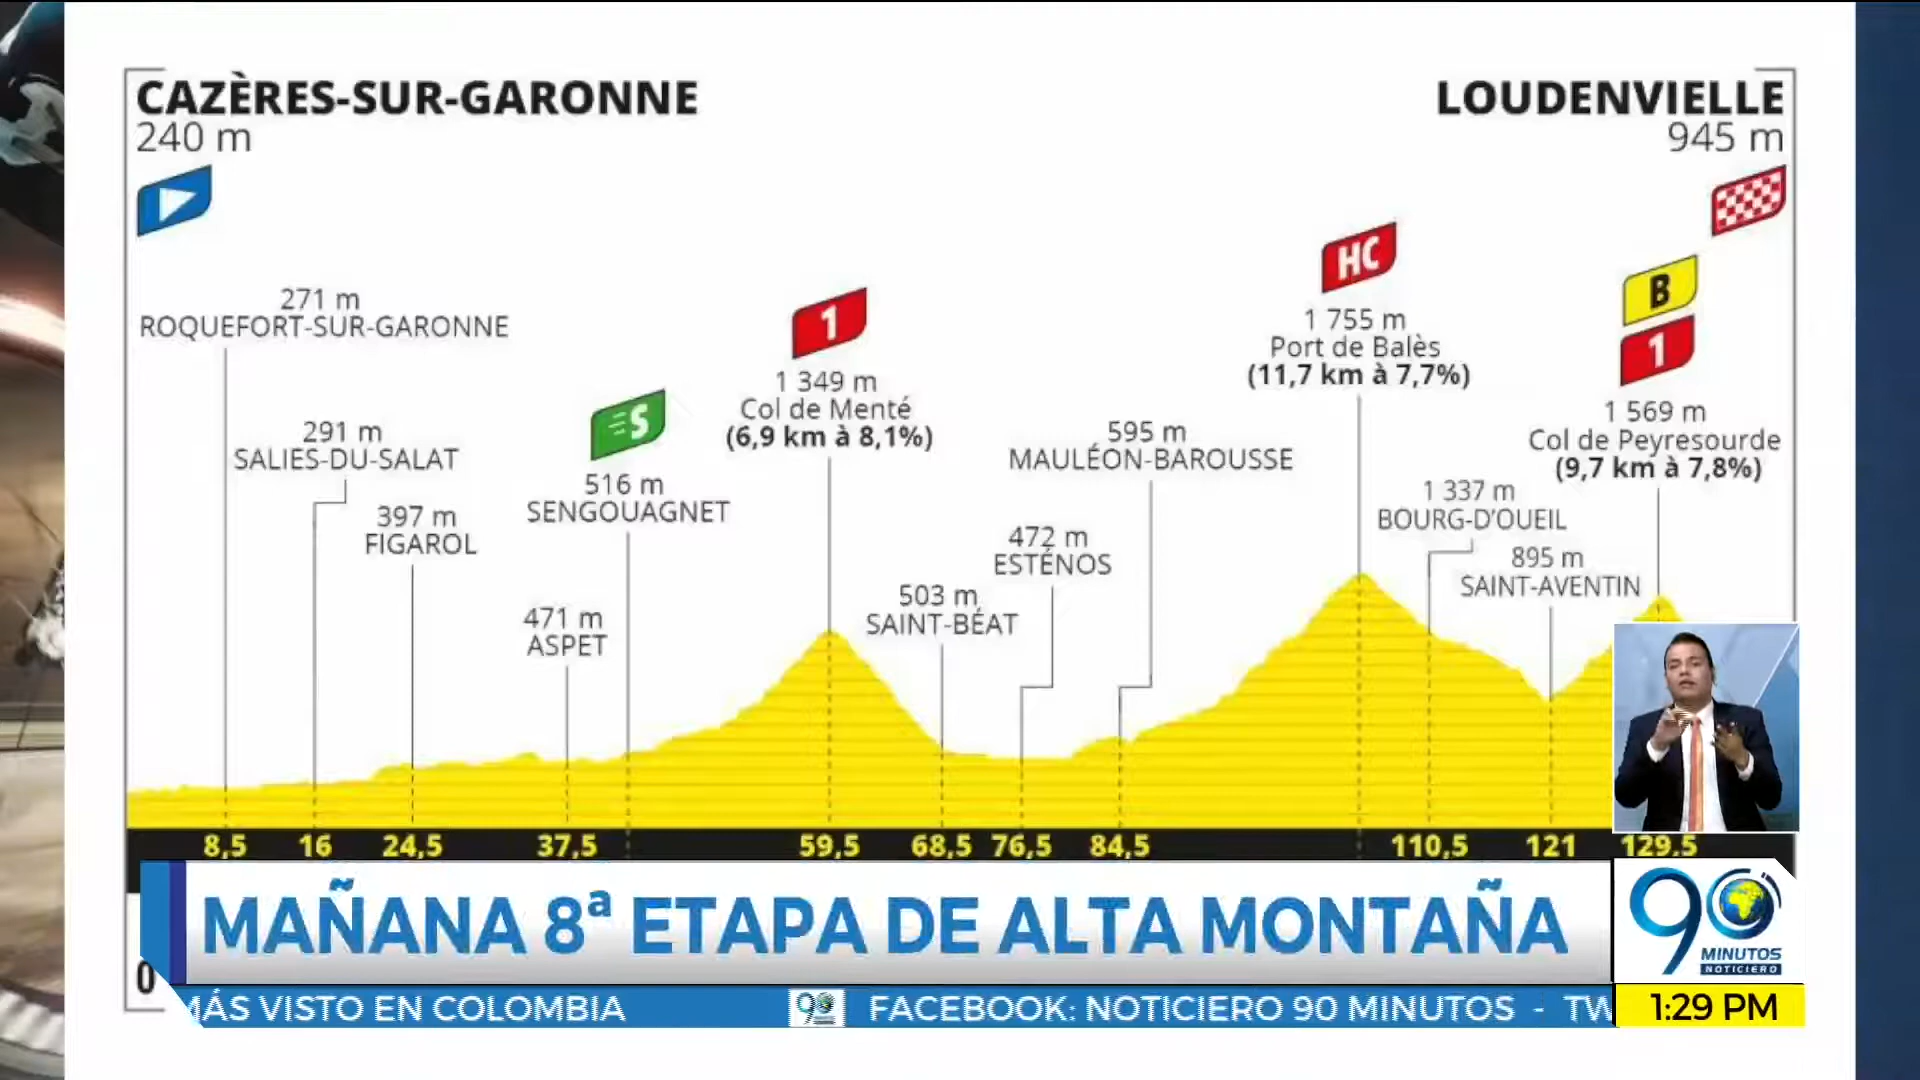 CAZÈRES-SUR-GARONNE
240 m
LOUDENVIELLE
945 m
HC
B
1
1
S
271 m
ROQUEFORT-SUR-GARONNE
1 755 m
Port de Balès
(11,7 km à 7,7%)
1 349 m
Col de Menté
(6,9 km à 8,1%)
1 569 m
Col de Peyresourde
(9,7 km à 7,8%)
291 m
SALIES-DU-SALAT
595 m
MAULÉON-BAROUSSE
516 m
SENGOUAGNET
1 337 m
BOURG-D'OUEIL
397 m
FIGAROL
472 m
ESTÉNOS
895 m
SAINT-AVENTIN
471 m
ASPET
503 m
SAINT-BÉAT
8,5 16 24,5 37,5 59,5 68,5 76,5 84,5 110,5 121 129,5
MAÑANA 8ª ETAPA DE ALTA MONTAÑA
90
MINUTOS
NOTICIERO
0
MÁS VISTO EN COLOMBIA 90 FACEBOOK: NOTICIERO 90 MINUTOS - TW
1:29 PM